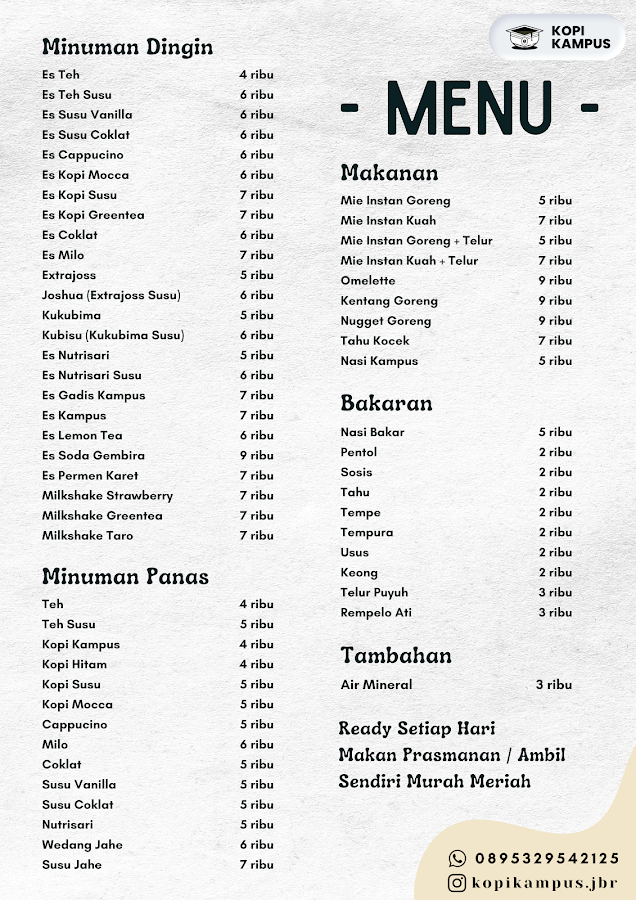 KOPI
KAMPUS
- MENU -
Minuman Dingin
Es Teh 4 ribu
Es Teh Susu 6 ribu
Es Susu Vanilla 6 ribu
Es Susu Coklat 6 ribu
Es Cappucino 6 ribu
Es Kopi Mocca 6 ribu
Es Kopi Susu 7 ribu
Es Kopi Greentea 7 ribu
Es Coklat 6 ribu
Es Milo 7 ribu
Extrajoss 5 ribu
Joshua (Extrajoss Susu) 6 ribu
Kukubima 5 ribu
Kubisu (Kukubima Susu) 6 ribu
Es Nutrisari 5 ribu
Es Nutrisari Susu 6 ribu
Es Gadis Kampus 7 ribu
Es Kampus 7 ribu
Es Lemon Tea 6 ribu
Es Soda Gembira 9 ribu
Es Permen Karet 7 ribu
Milkshake Strawberry 7 ribu
Milkshake Greentea 7 ribu
Milkshake Taro 7 ribu
Minuman Panas
Teh 4 ribu
Teh Susu 5 ribu
Kopi Kampus 4 ribu
Kopi Hitam 4 ribu
Kopi Susu 5 ribu
Kopi Mocca 5 ribu
Cappucino 5 ribu
Milo 6 ribu
Coklat 5 ribu
Susu Vanilla 5 ribu
Susu Coklat 5 ribu
Nutrisari 5 ribu
Wedang Jahe 6 ribu
Susu Jahe 7 ribu
Makanan
Mie Instan Goreng 5 ribu
Mie Instan Kuah 7 ribu
Mie Instan Goreng + Telur 5 ribu
Mie Instan Kuah + Telur 7 ribu
Omelette 9 ribu
Kentang Goreng 9 ribu
Nugget Goreng 9 ribu
Tahu Kocek 7 ribu
Nasi Kampus 5 ribu
Bakaran
Nasi Bakar 5 ribu
Pentol 2 ribu
Sosis 2 ribu
Tahu 2 ribu
Tempe 2 ribu
Tempura 2 ribu
Usus 2 ribu
Keong 2 ribu
Telur Puyuh 3 ribu
Rempelo Ati 3 ribu
Tambahan
Air Mineral 3 ribu
Ready Setiap Hari
Makan Prasmanan / Ambil
Sendiri Murah Meriah
0895329542125
kopikampus.jbr